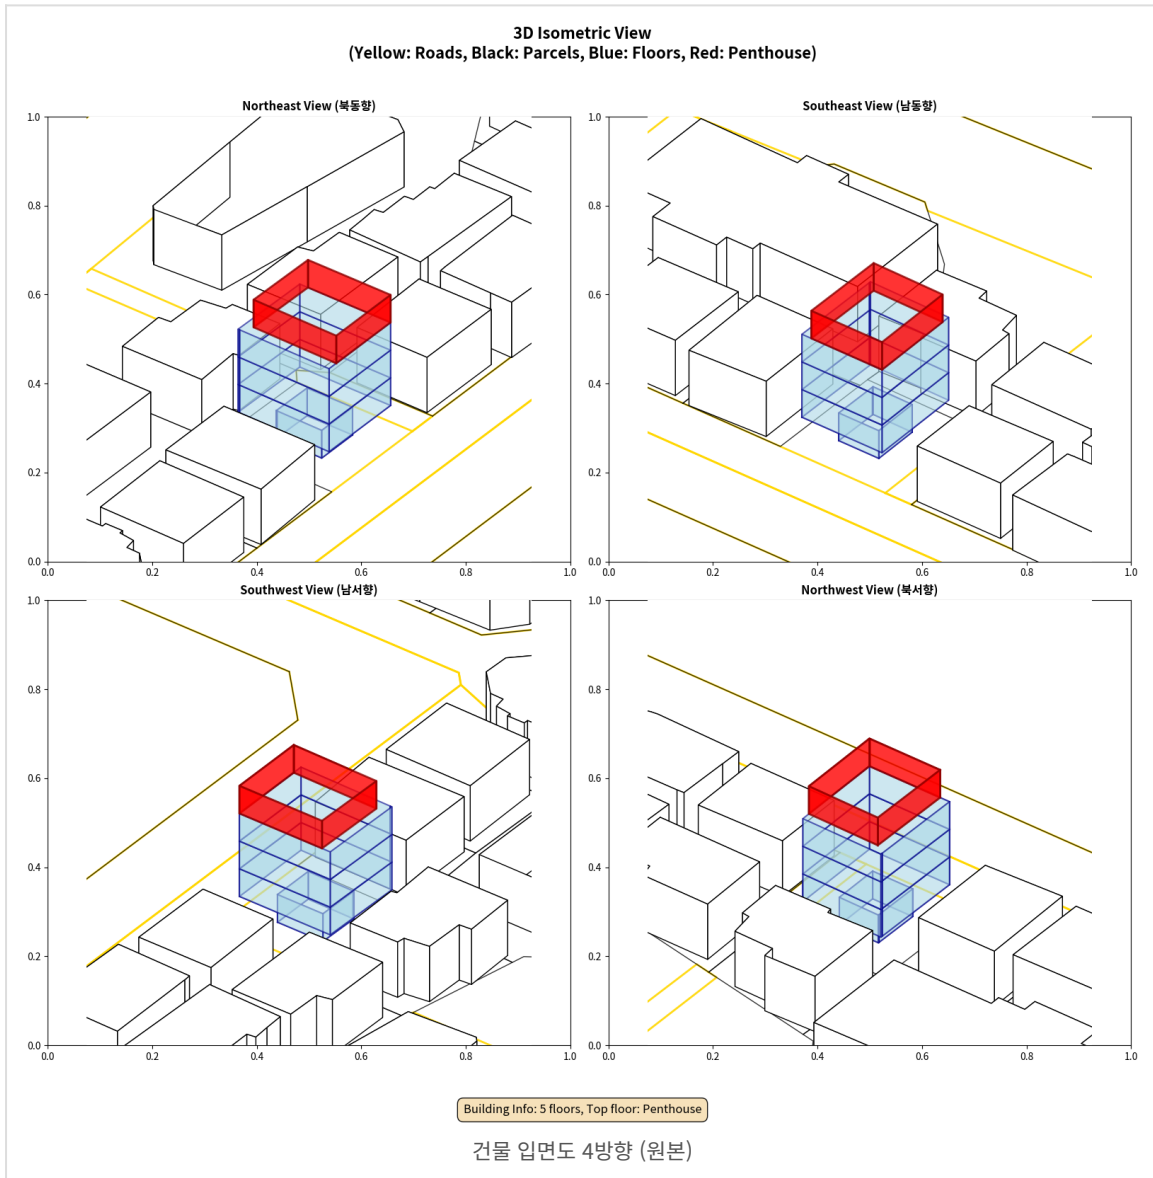 3D Isometric View
(Yellow: Roads, Black: Parcels, Blue: Floors, Red: Penthouse)
Northeast View (북동향)
1.0
0.8
0.6
0.4
0.2
0.0
0.0 0.2 0.4 0.6 0.8 1.0
Southeast View (남동향)
1.0
0.8
0.6
0.4
0.2
0.0
0.0 0.2 0.4 0.6 0.8 1.0
Southwest View (남서향)
1.0
0.8
0.6
0.4
0.2
0.0
0.0 0.2 0.4 0.6 0.8 1.0
Northwest View (북서향)
1.0
0.8
0.6
0.4
0.2
0.0
0.0 0.2 0.4 0.6 0.8 1.0
Building Info: 5 floors, Top floor: Penthouse
건물 입면도 4방향 (원본)